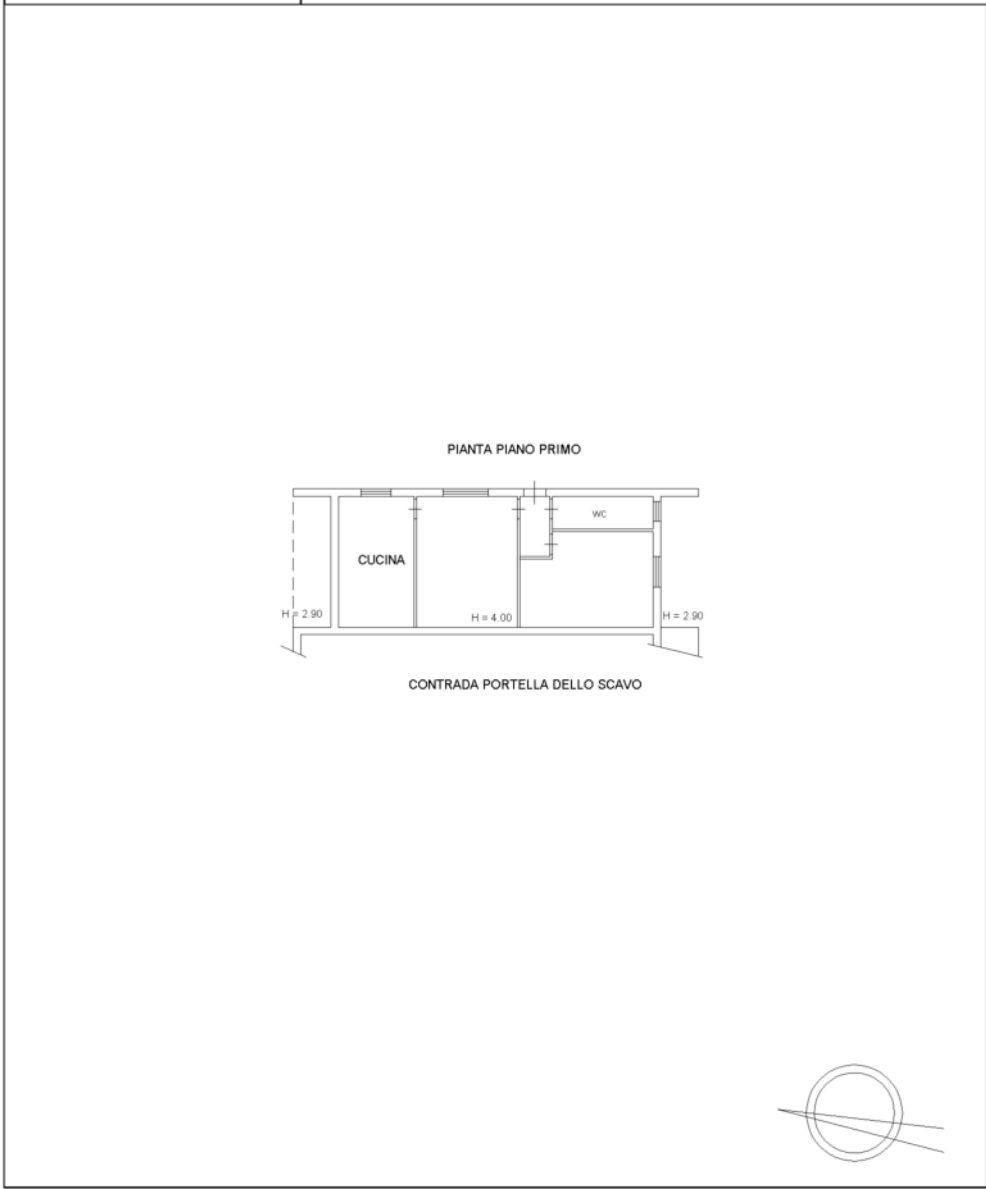 PIANTA PIANO PRIMO
WC
CUCINA
H = 2.90
H = 4.00
H = 2.90
CONTRADA PORTELLA DELLO SCAVO